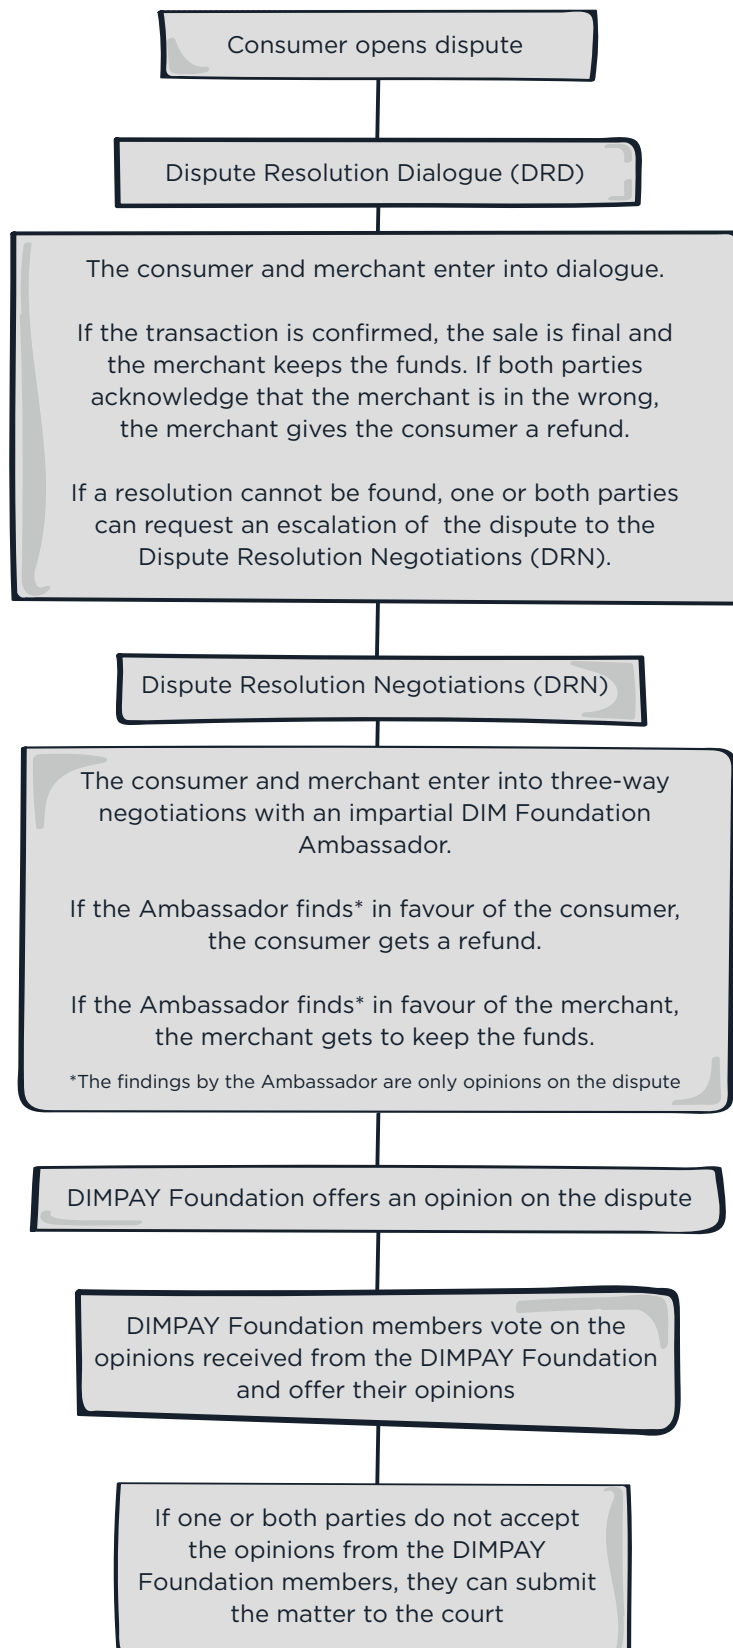 Consumer opens dispute
Dispute Resolution Dialogue (DRD)
The consumer and merchant enter into dialogue.
If the transaction is confirmed, the sale is final and
the merchant keeps the funds. If both parties
acknowledge that the merchant is in the wrong,
the merchant gives the consumer a refund.
If a resolution cannot be found, one or both parties
can request an escalation of  the dispute to the
Dispute Resolution Negotiations (DRN).
Dispute Resolution Negotiations (DRN)
The consumer and merchant enter into three-way
negotiations with an impartial DIM Foundation
Ambassador.
If the Ambassador finds* in favour of the consumer,
the consumer gets a refund.
If the Ambassador finds* in favour of the merchant,
the merchant gets to keep the funds.
*The findings by the Ambassador are only opinions on the dispute
DIMPAY Foundation offers an opinion on the dispute
DIMPAY Foundation members vote on the
opinions received from the DIMPAY Foundation
and offer their opinions
If one or both parties do not accept
the opinions from the DIMPAY
Foundation members, they can submit
the matter to the court